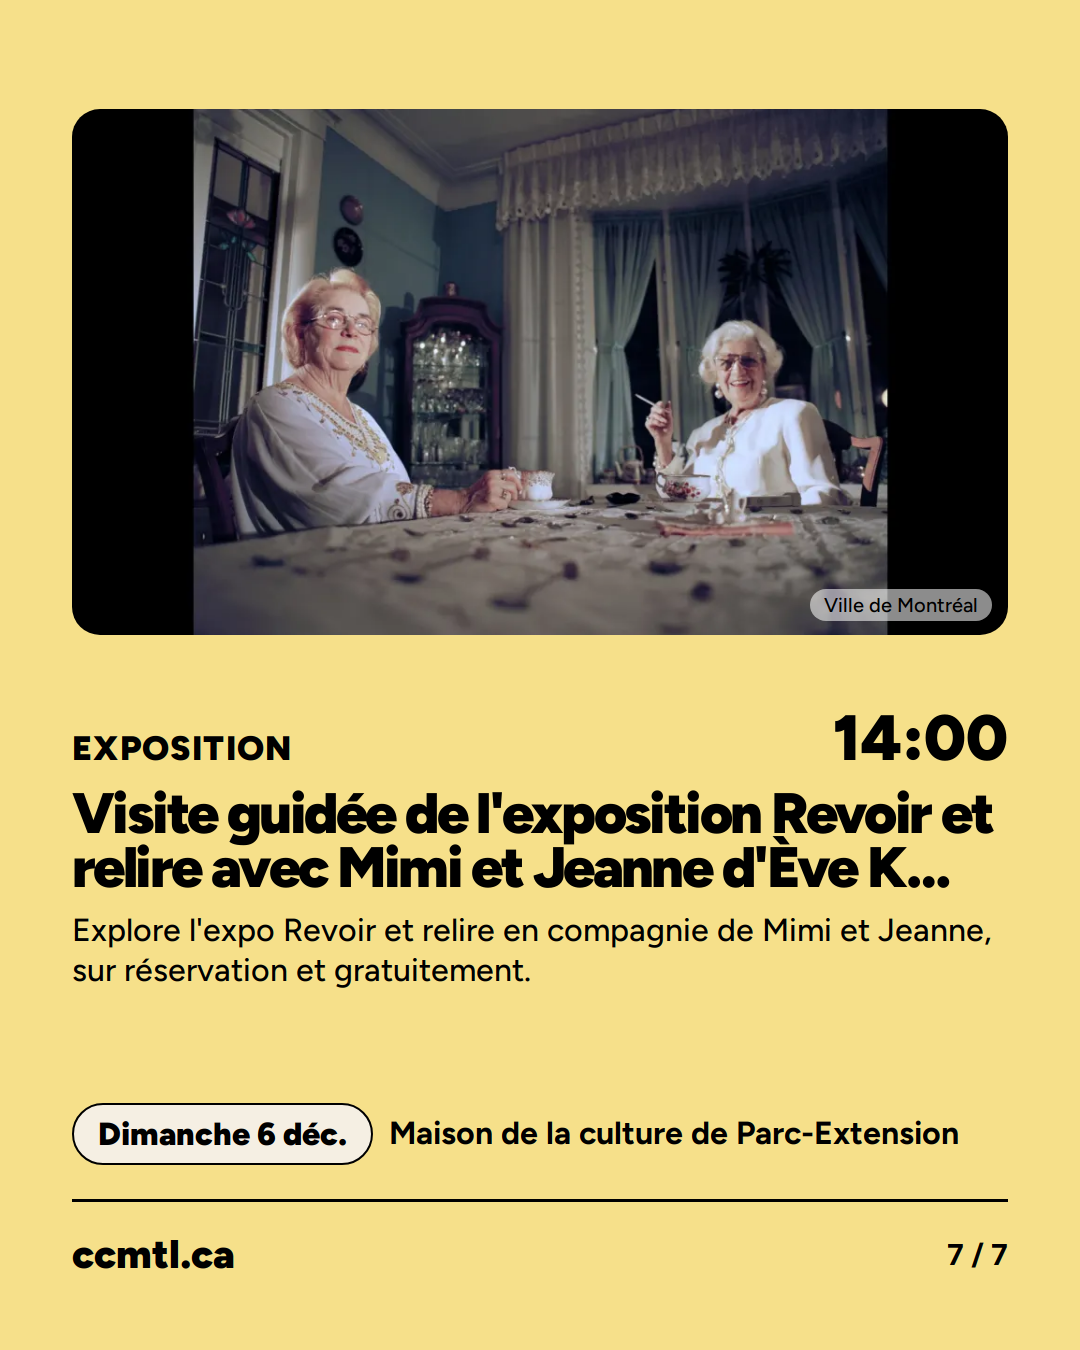 Ville de Montréal
EXPOSITION
14:00
Visite guidée de l'exposition Revoir et
relire avec Mimi et Jeanne d'Ève K...
Explore l'expo Revoir et relire en compagnie de Mimi et Jeanne,
sur réservation et gratuitement.
Dimanche 6 déc.
Maison de la culture de Parc-Extension
ccmtl.ca
7 / 7